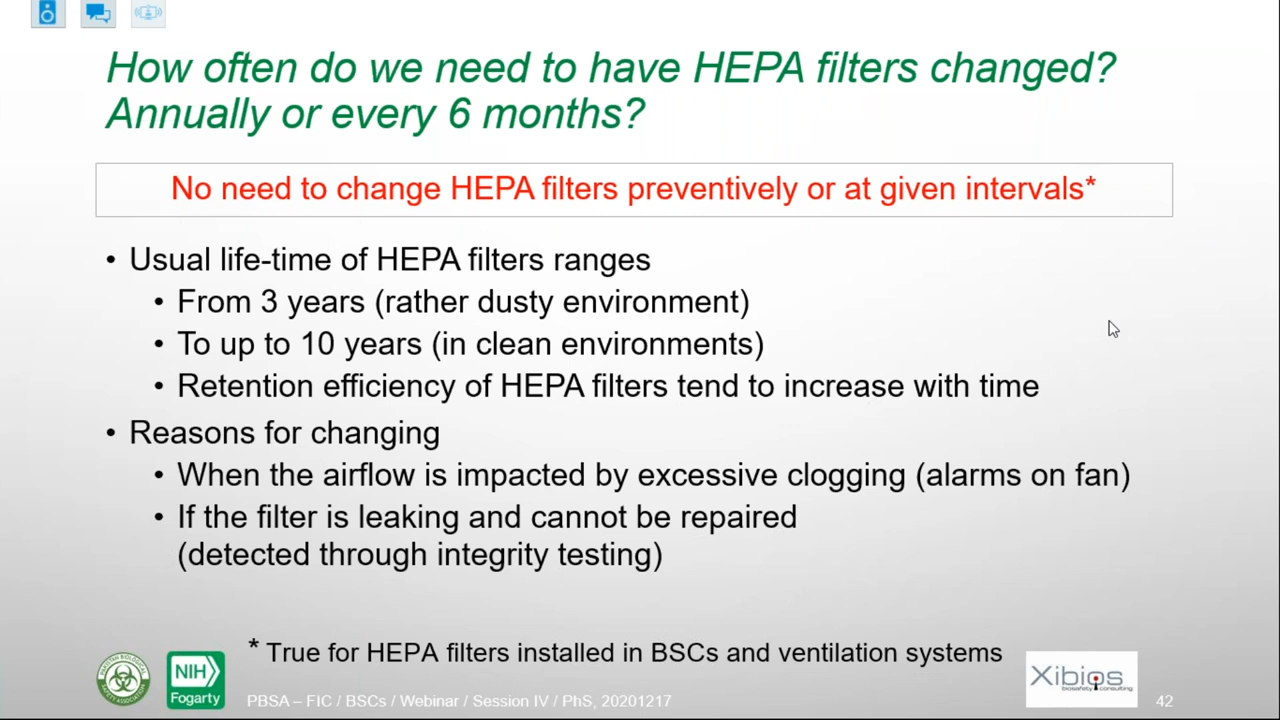 How often do we need to have HEPA filters changed?
Annually or every 6 months?
No need to change HEPA filters preventively or at given intervals*
• Usual life-time of HEPA filters ranges
• From 3 years (rather dusty environment)
• To up to 10 years (in clean environments)
• Retention efficiency of HEPA filters tend to increase with time
• Reasons for changing
• When the airflow is impacted by excessive clogging (alarms on fan)
• If the filter is leaking and cannot be repaired
(detected through integrity testing)
* True for HEPA filters installed in BSCs and ventilation systems
NIH
Fogarty
PBSA – FIC / BSCs / Webinar / Session IV / PhS, 20201217
Xibios
biosafety consulting
42